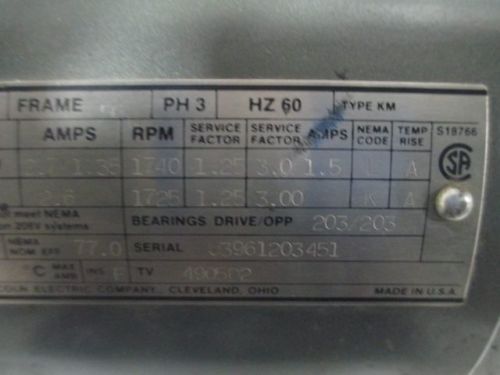 FRAME PH 3 HZ 60 TYPE KM
AMPS RPM SERVICE FACTOR SERVICE FACTOR AMPS NEMA CODE TEMP RISE S18766
1.35 1740 1.25 3.0 1.5 L A
2.6 1725 1.25 3.00 K A
meet NEMA
on 208V systems BEARINGS DRIVE/OPP 203/203
NEMA NOM. EFF. 77.0 SERIAL 3961203451
°C MAX AMB INS. F TV
COLN ELECTRIC COMPANY, CLEVELAND, OHIO MADE IN U.S.A.